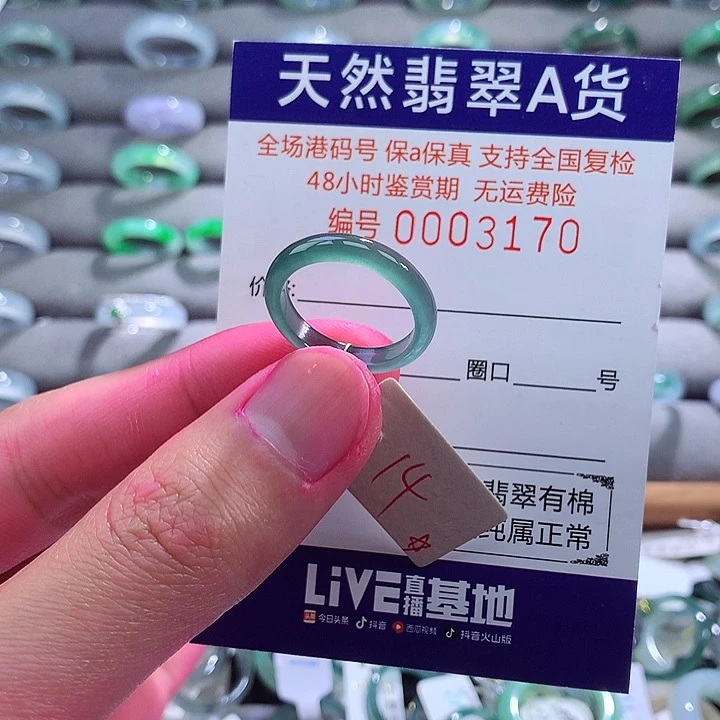 天然翡翠A货
全场港码号 保a保真 支持全国复检
48小时鉴赏期 无运费险
编号 0003170
价
圈口 号
翡翠有棉
纯属正常
LIVE直播基地
今日头条 抖音 西瓜视频 抖音火山版